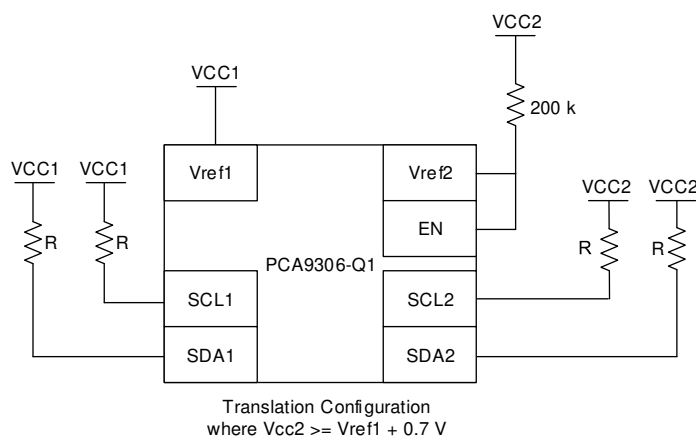 VCC2
VCC1
200 k
VCC1 VCC1
Vref1 Vref2
VCC2 VCC2
EN
R R R R
PCA9306-Q1
SCL1 SCL2
SDA1 SDA2
Translation Configuration
where Vcc2 >= Vref1 + 0.7 V